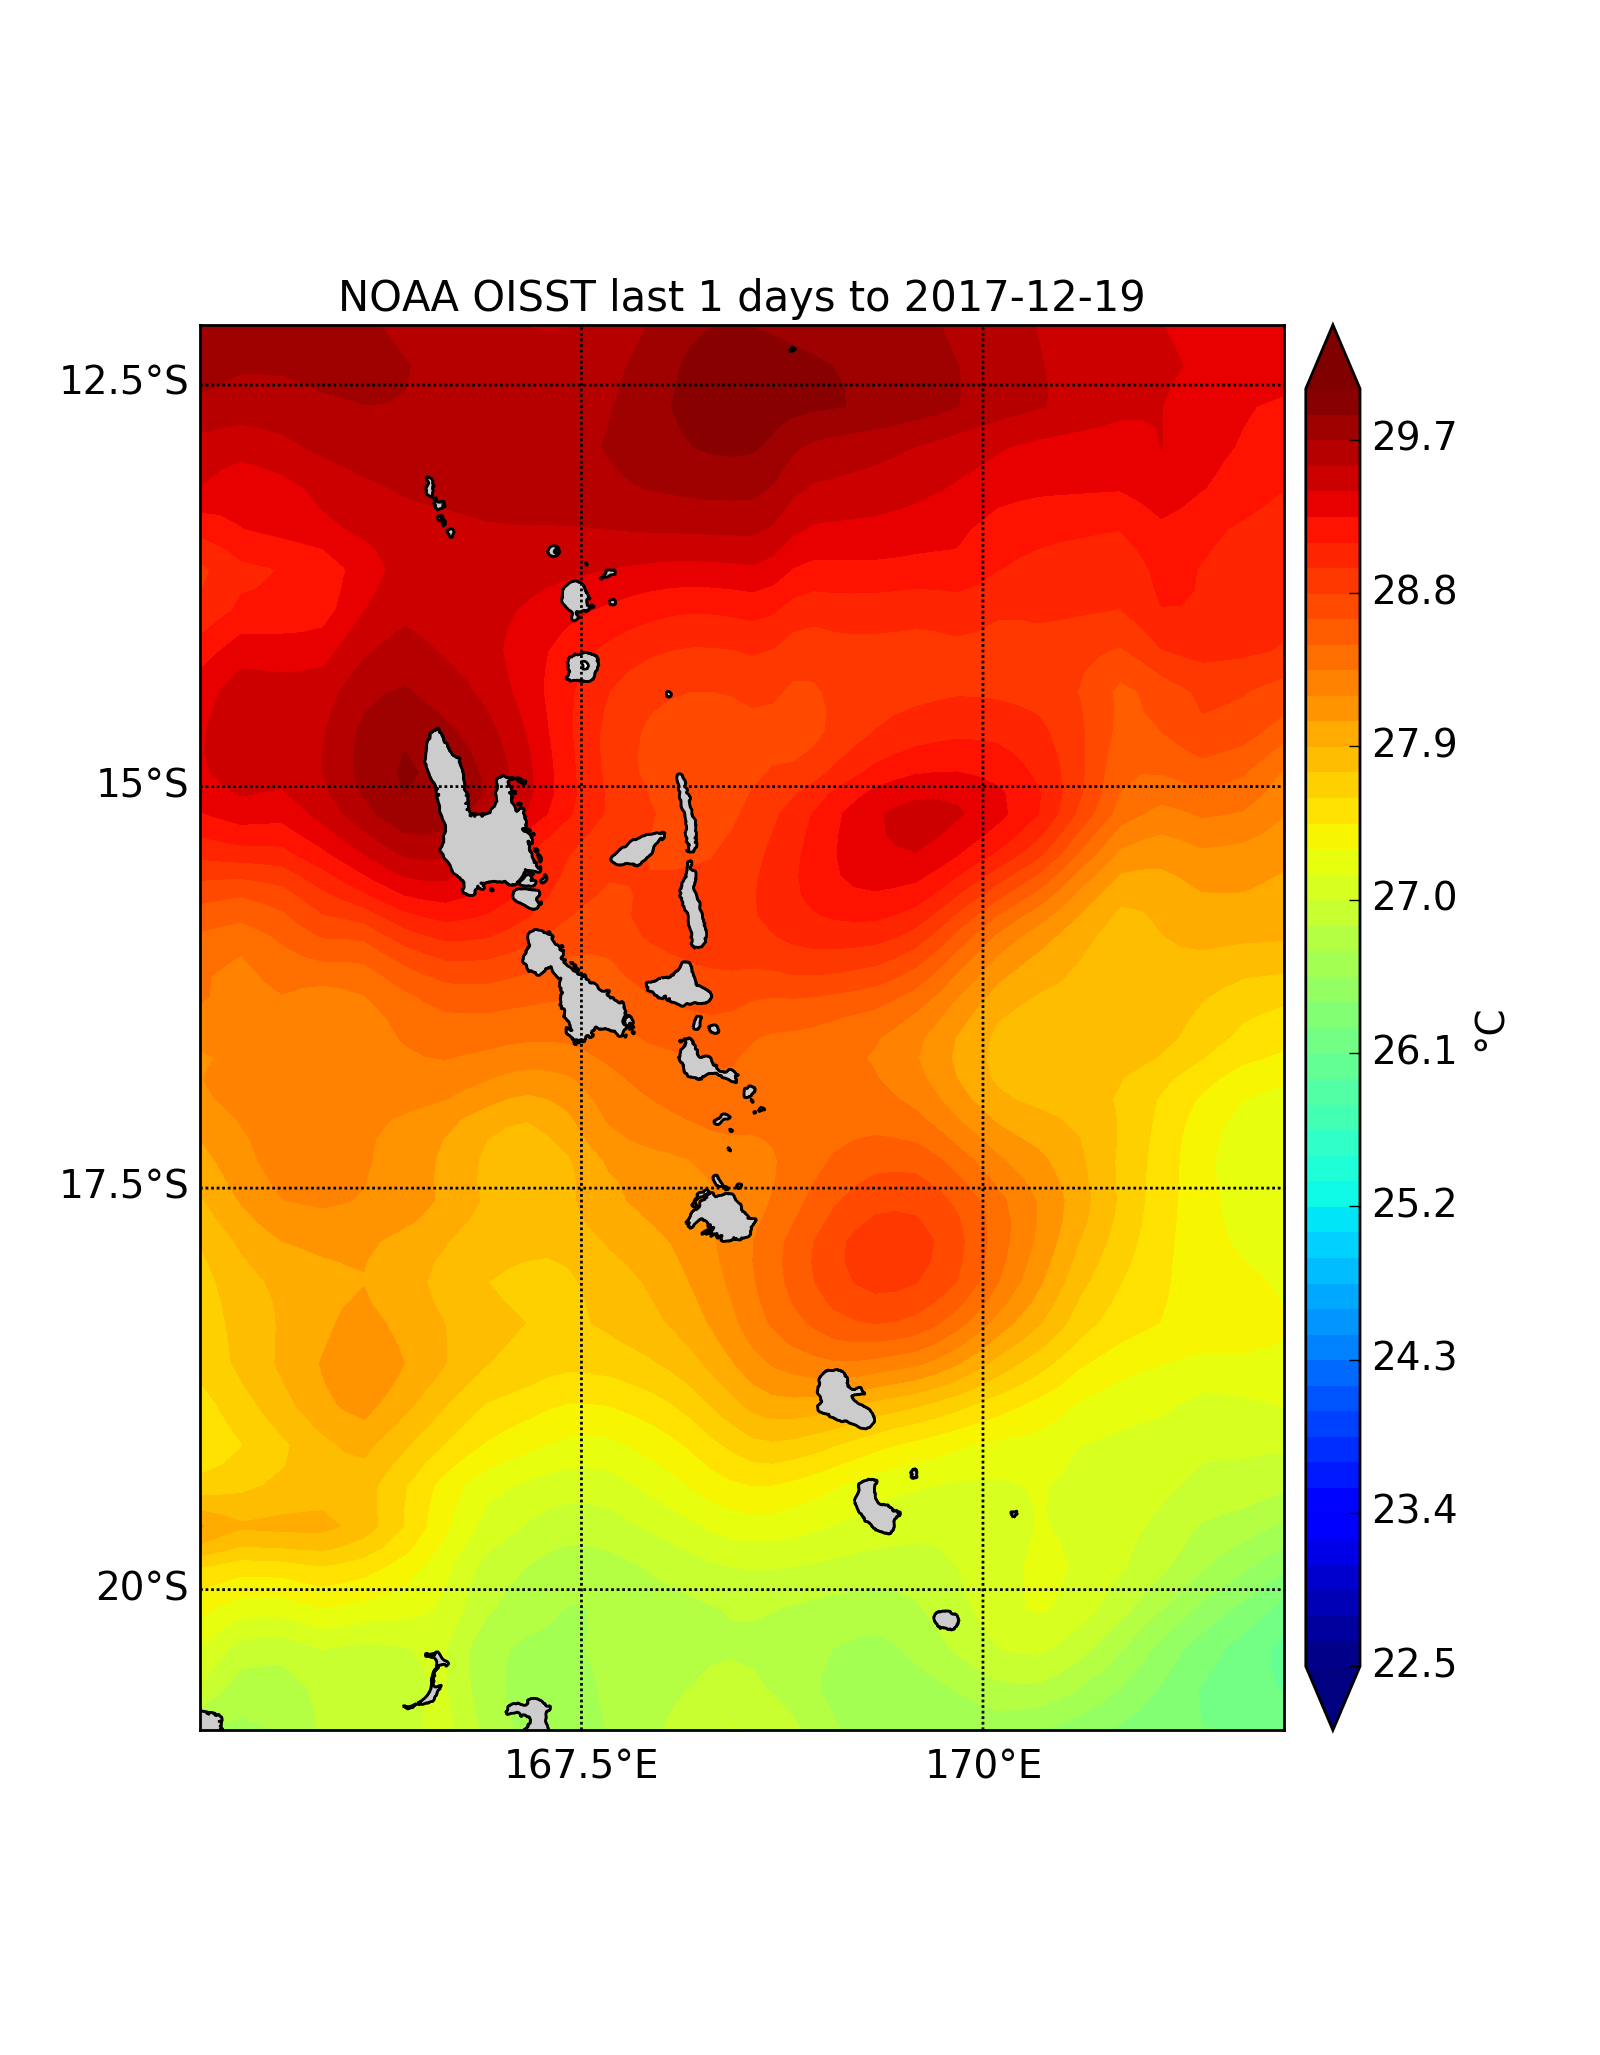 NOAA OISST last 1 days to 2017-12-19
12.5°S
15°S
17.5°S
20°S
167.5°E
170°E
29.7
28.8
27.9
27.0
26.1
25.2
24.3
23.4
22.5
°C